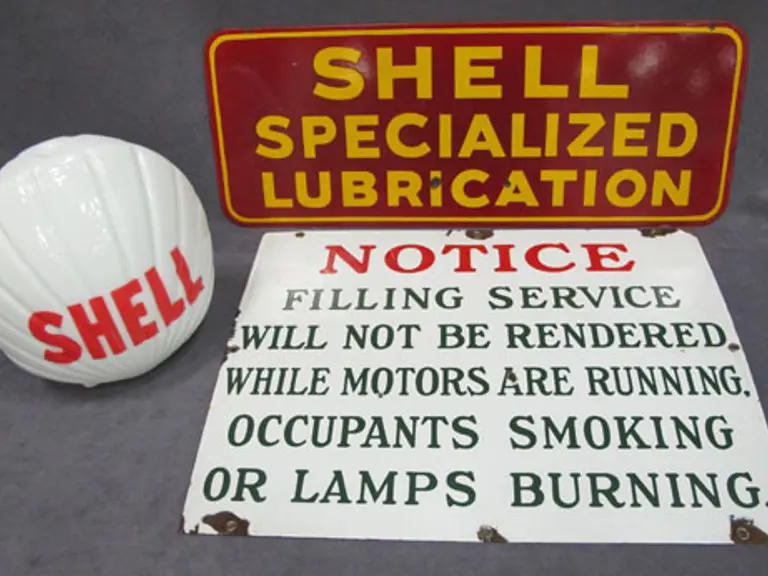 SHELL
SPECIALIZED
LUBRICATION
SHELL
NOTICE
FILLING SERVICE
WILL NOT BE RENDERED
WHILE MOTORS ARE RUNNING,
OCCUPANTS SMOKING
OR LAMPS BURNING.